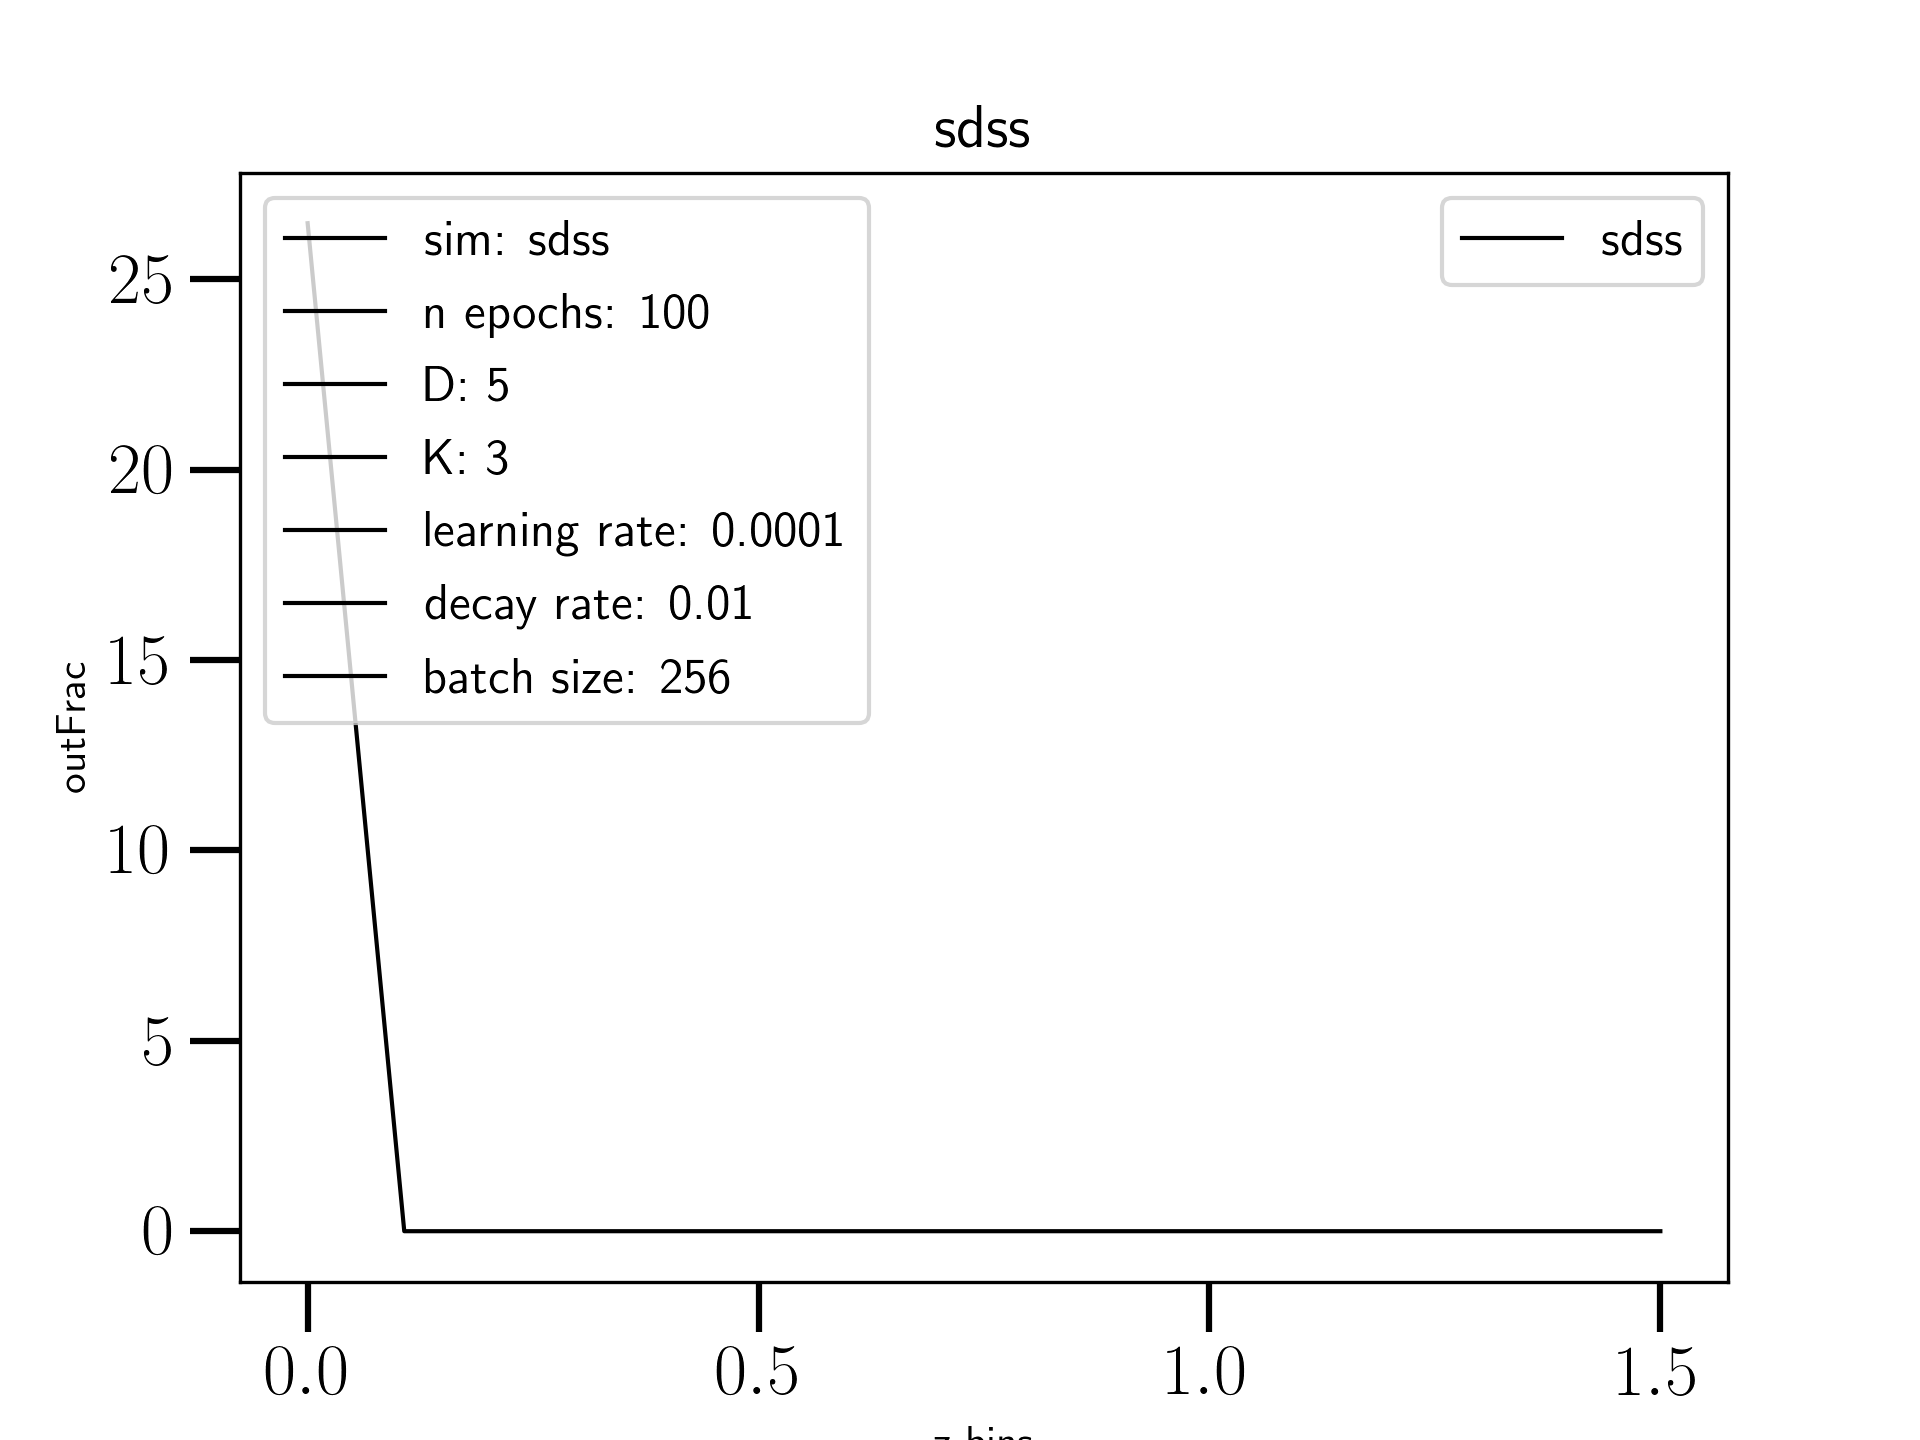 sdss
sim: sdss
n epochs: 100
D: 5
K: 3
learning rate: 0.0001
decay rate: 0.01
batch size: 256
sdss
outFrac
25
20
15
10
5
0
0.0 0.5 1.0 1.5
z bins